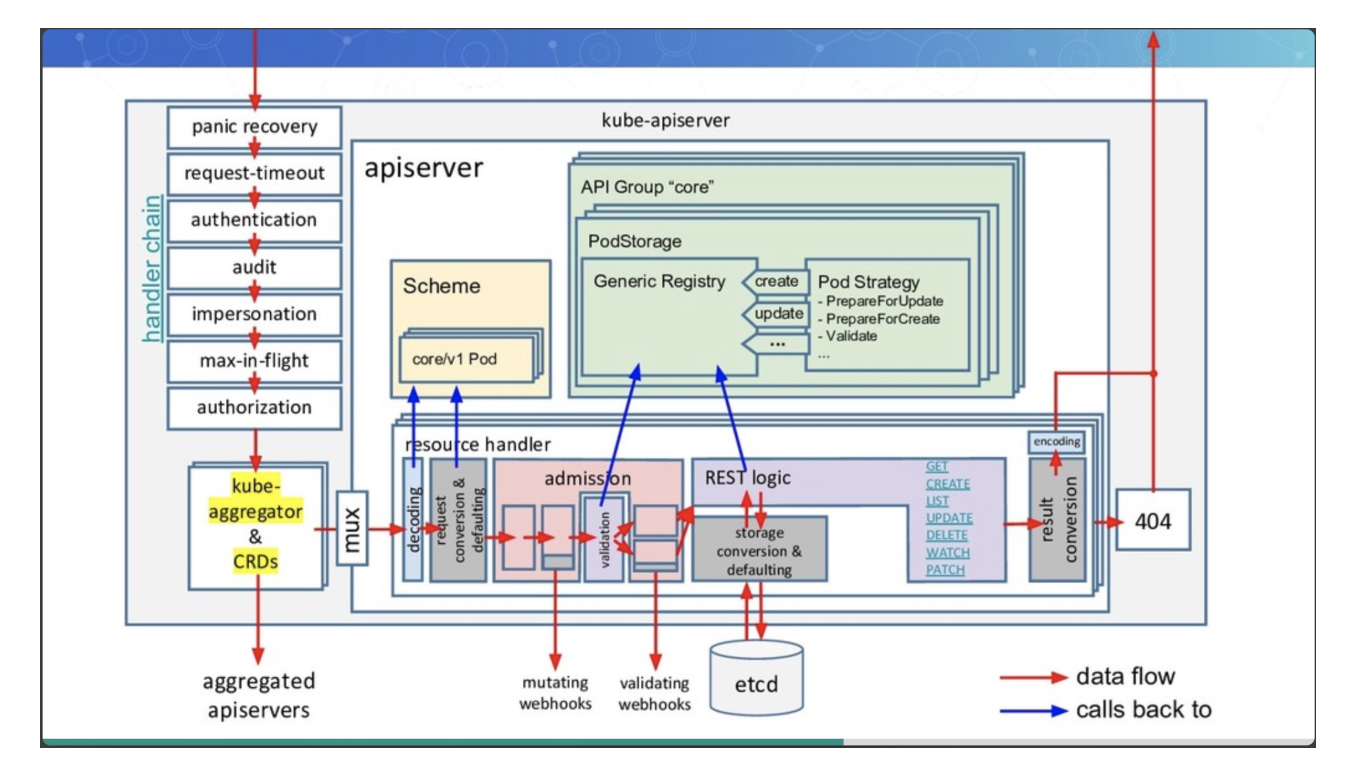 kube-apiserver
handler chain
panic recovery
request-timeout
authentication
audit
impersonation
max-in-flight
authorization
kube-
aggregator
&
CRDs
aggregated
apiservers
mux
apiserver
Scheme
core/v1 Pod
API Group “core”
PodStorage
Generic Registry
create
update
...
Pod Strategy
- PrepareForUpdate
- PrepareForCreate
- Validate
...
resource handler
decoding
request
conversion &
defaulting
admission
validation
mutating
webhooks
validating
webhooks
REST logic
storage
conversion &
defaulting
etcd
GET
CREATE
LIST
UPDATE
DELETE
WATCH
PATCH
encoding
result
conversion
404
data flow
calls back to